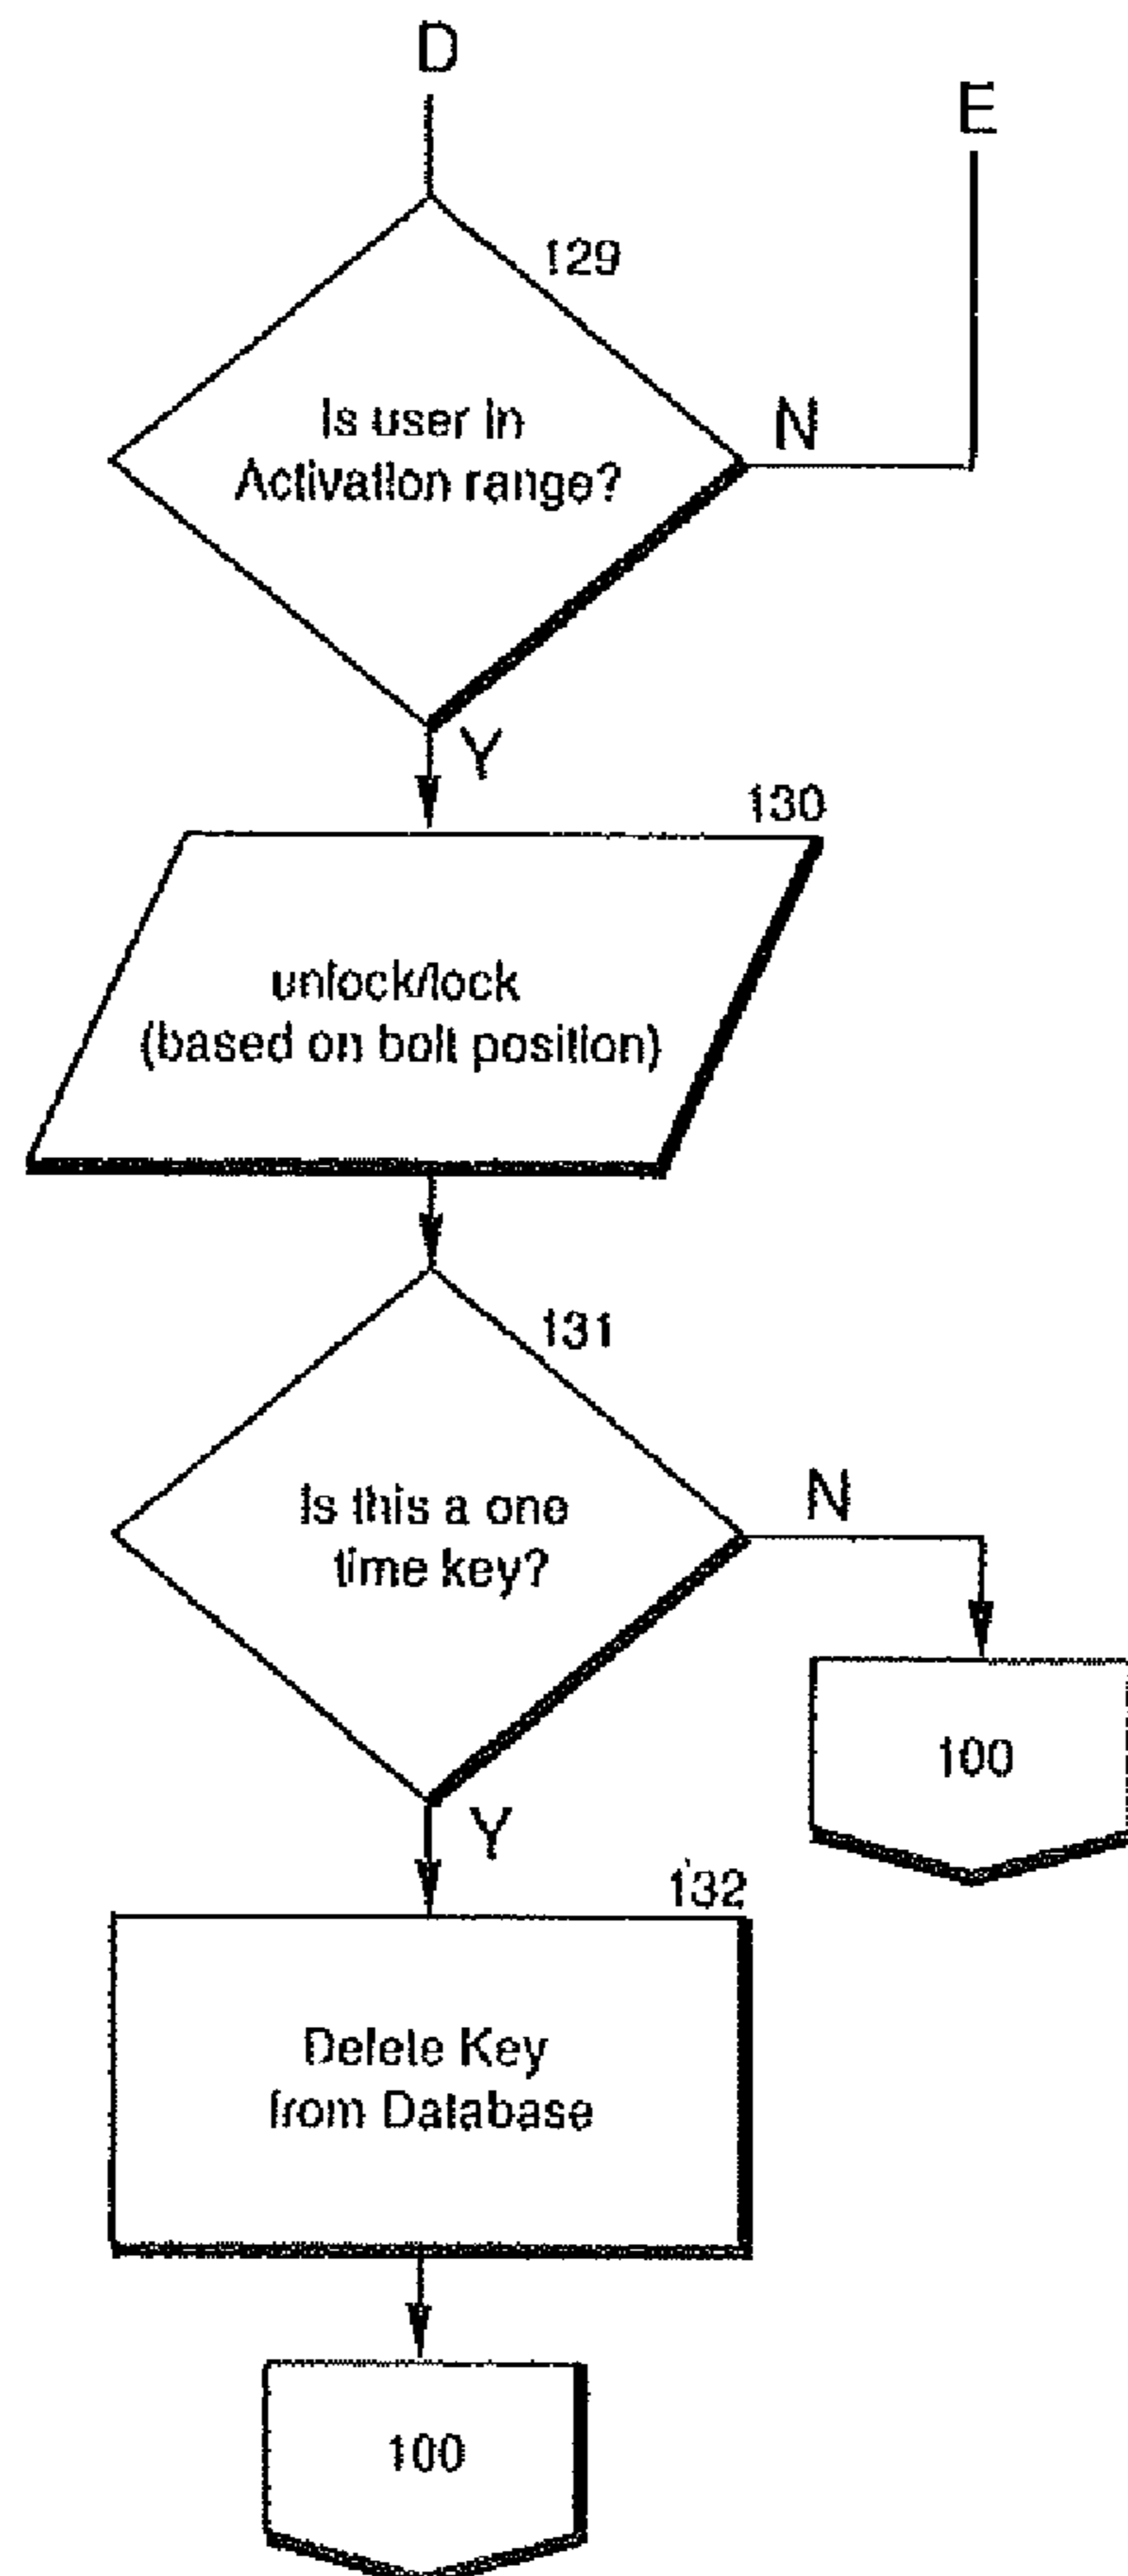 D
E
129
Is user in
Activation range?
N
Y
130
unlock/lock
(based on bolt position)
131
Is this a one
time key?
N
100
Y
132
Delete Key
from Database
100